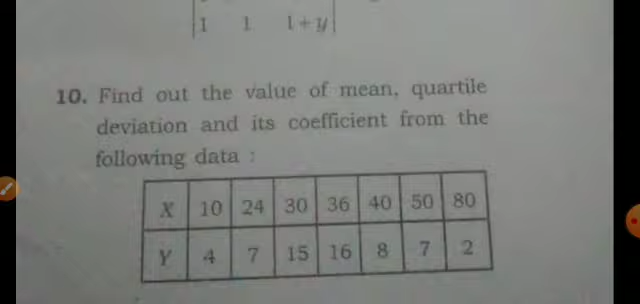 1 1 1+y
10. Find out the value of mean, quartile
deviation and its coefficient from the
following data :
X 10 24 30 36 40 50 80
Y 4 7 15 16 8 7 2